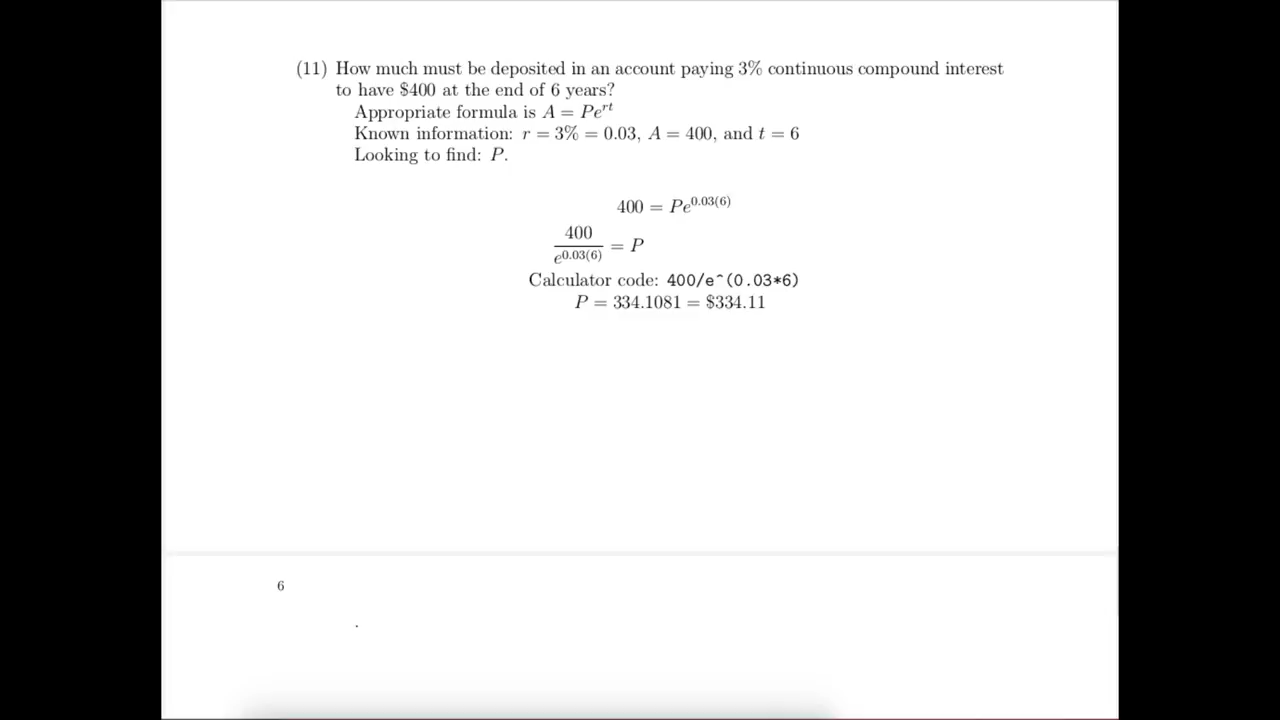 (11) How much must be deposited in an account paying 3% continuous compound interest
to have $400 at the end of 6 years?
Appropriate formula is A = Pe^{rt}
Known information: r = 3% = 0.03, A = 400, and t = 6
Looking to find: P.
400 = Pe^{0.03(6)}
\frac{400}{e^{0.03(6)}} = P
Calculator code: 400/e^(0.03*6)
P = 334.1081 = $334.11
6
.